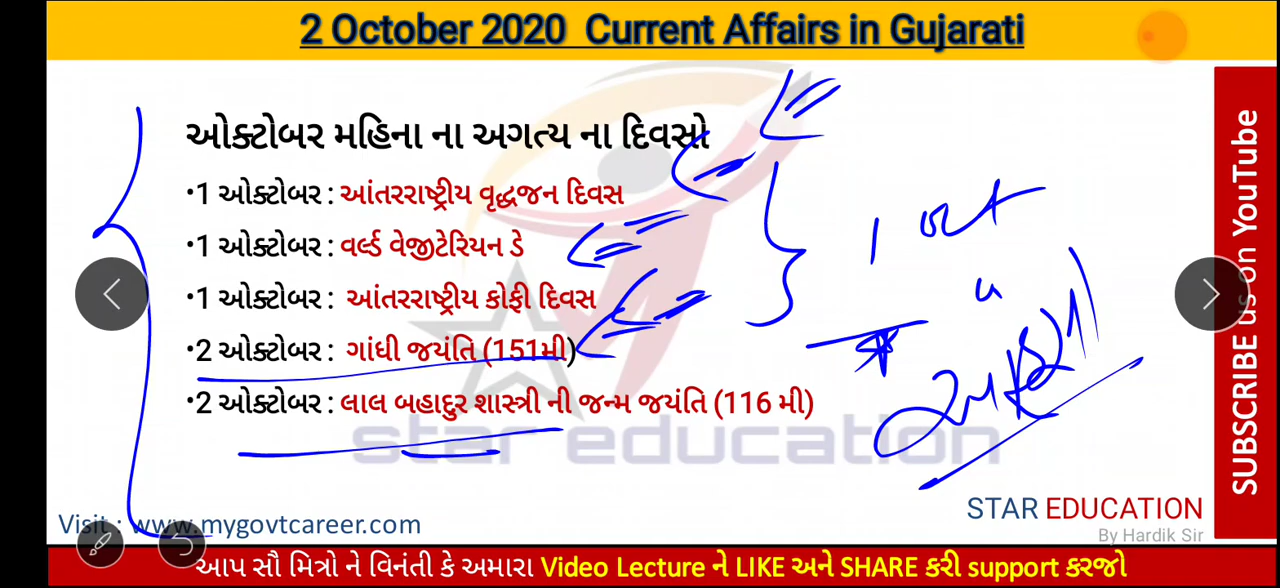 2 October 2020 Current Affairs in Gujarati
ઓક્ટોબર મહિના ના અગત્ય ના દિવસો
•1 ઓક્ટોબર : આંતરરાષ્ટ્રીય વૃદ્ધજન દિવસ
•1 ઓક્ટોબર : વર્લ્ડ વેજીટેરિયન ડે
•1 ઓક્ટોબર : આંતરરાષ્ટ્રીય કોફી દિવસ
•2 ઓક્ટોબર : ગાંધી જયંતિ (151મી)
•2 ઓક્ટોબર : લાલ બહાદુર શાસ્ત્રી ની જન્મ જયંતિ (116 મી)
1 oct
star education
STAR EDUCATION
By Hardik Sir
Visit : www.mygovtcareer.com
આપ સૌ મિત્રો ને વિનંતી કે અમારા Video Lecture ને LIKE અને SHARE કરી support કરજો
SUBSCRIBE us on YouTube